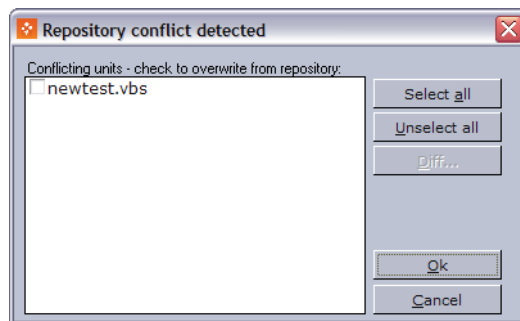 Repository conflict detected
Conflicting units - check to overwrite from repository:
newtest.vbs
Select all
Unselect all
Diff...
Ok
Cancel